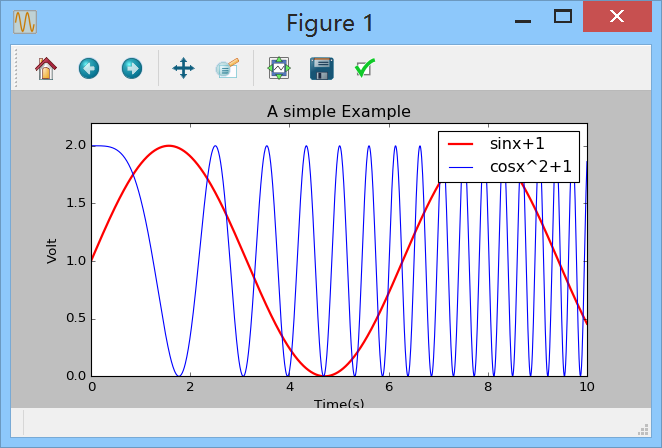 Figure 1
A simple Example
sinx+1
cosx^2+1
2.0
1.5
1.0
0.5
0.0
Volt
0 2 4 6 8 10
Time(s)